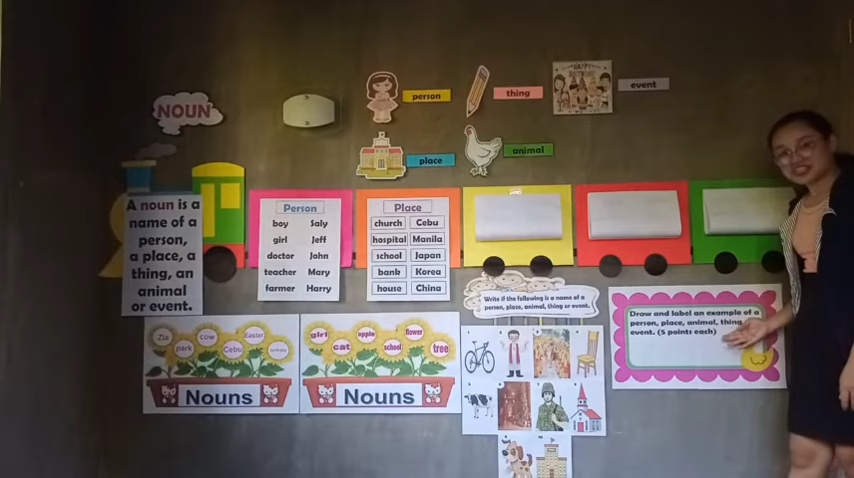 NOUN
person
thing
HAPPY
BIRTHDAY
event
place
animal
A noun is a
name of a
person,
a place, a
thing, an
animal
or event.
Person
boy Saly
girl Jeff
doctor John
teacher Mary
farmer Harry
Place
church Cebu
hospital Manila
school Japan
bank Korea
house China
Write if the following is a name of a
person, place, animal, thing or event.
Draw and label an example of a
person, place, animal, thing
event. (5 points each)
Zia
park
cow
Cebu
Easter
Nouns
girl
cat
apple
school
flower
tree
Nouns